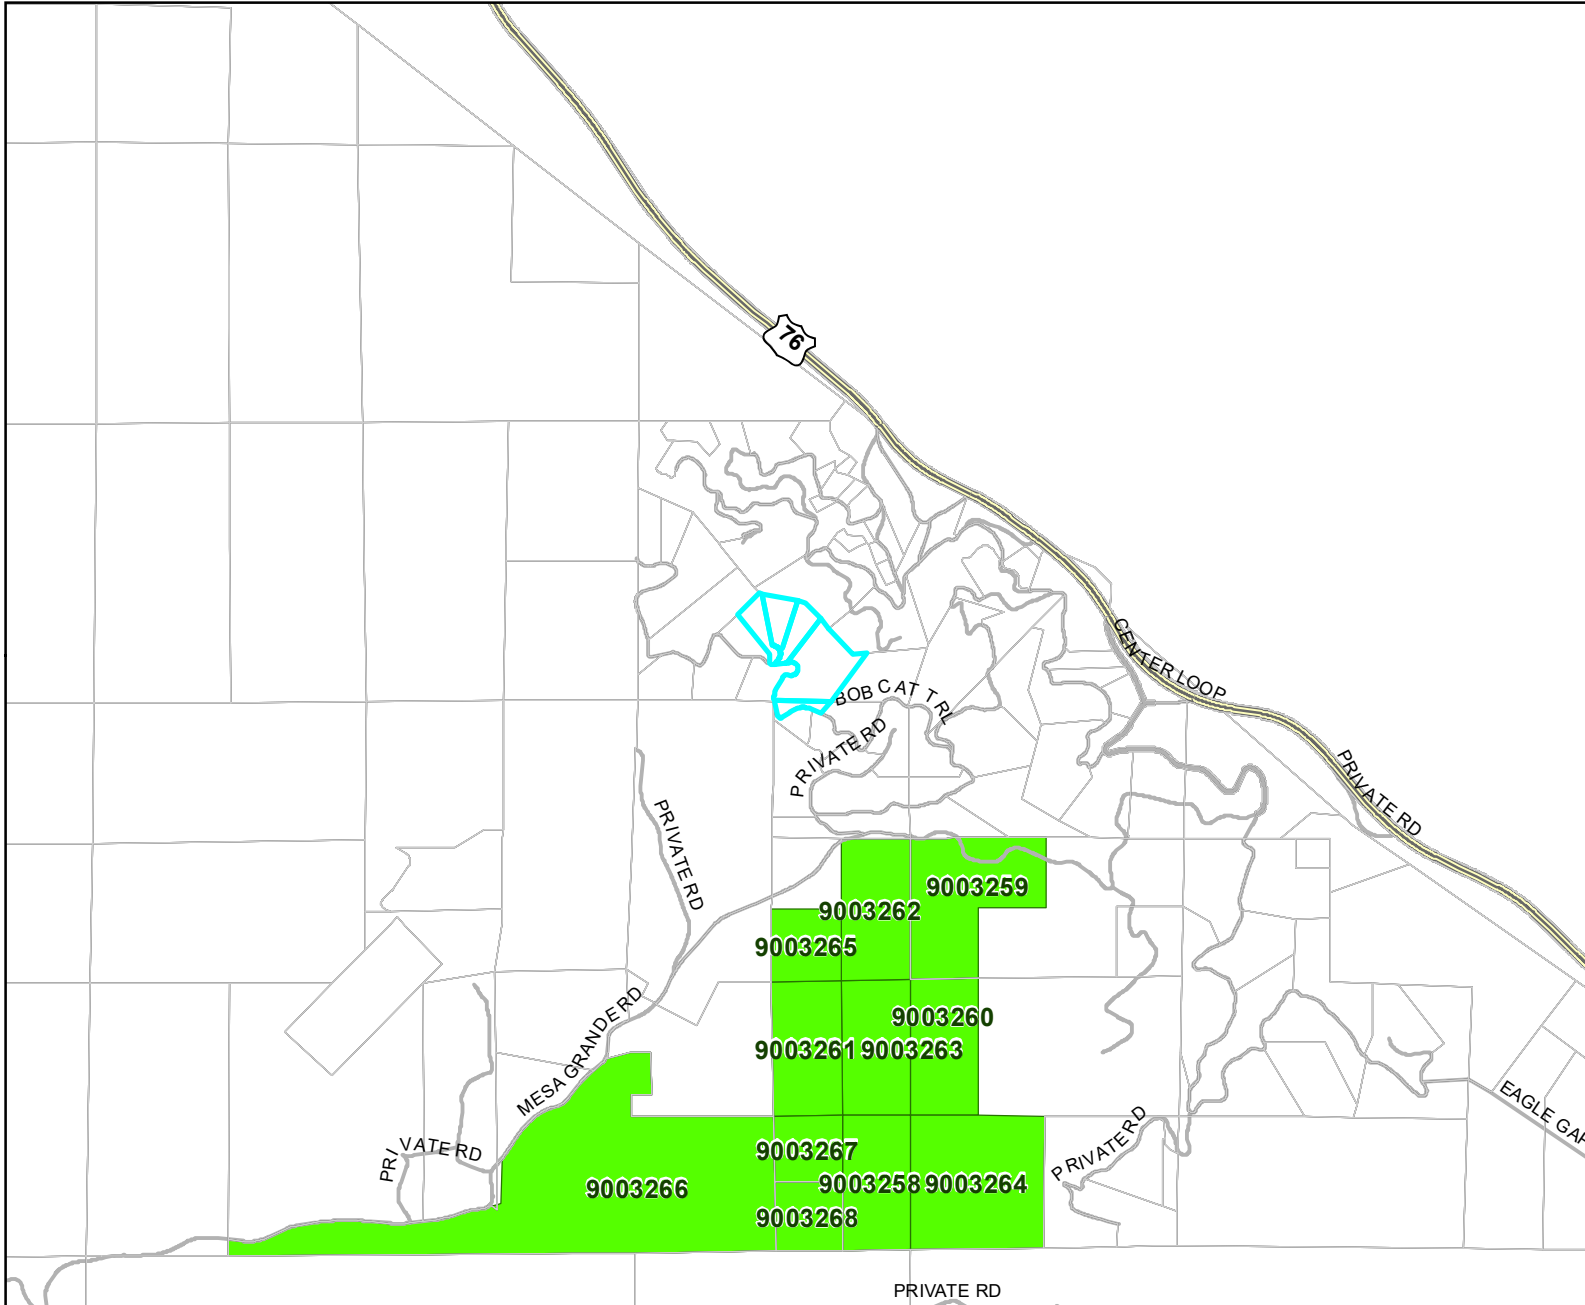 76
CENTER LOOP
BOB CAT TRL
PRIVATE RD
PRIVATE RD
PRIVATE RD
9003259
9003262
9003265
MESA GRANDE RD
9003260
9003261
9003263
EAGLE GAP
PRIVATE RD
PRIVATE RD
9003267
9003266
9003258
9003264
9003268
PRIVATE RD